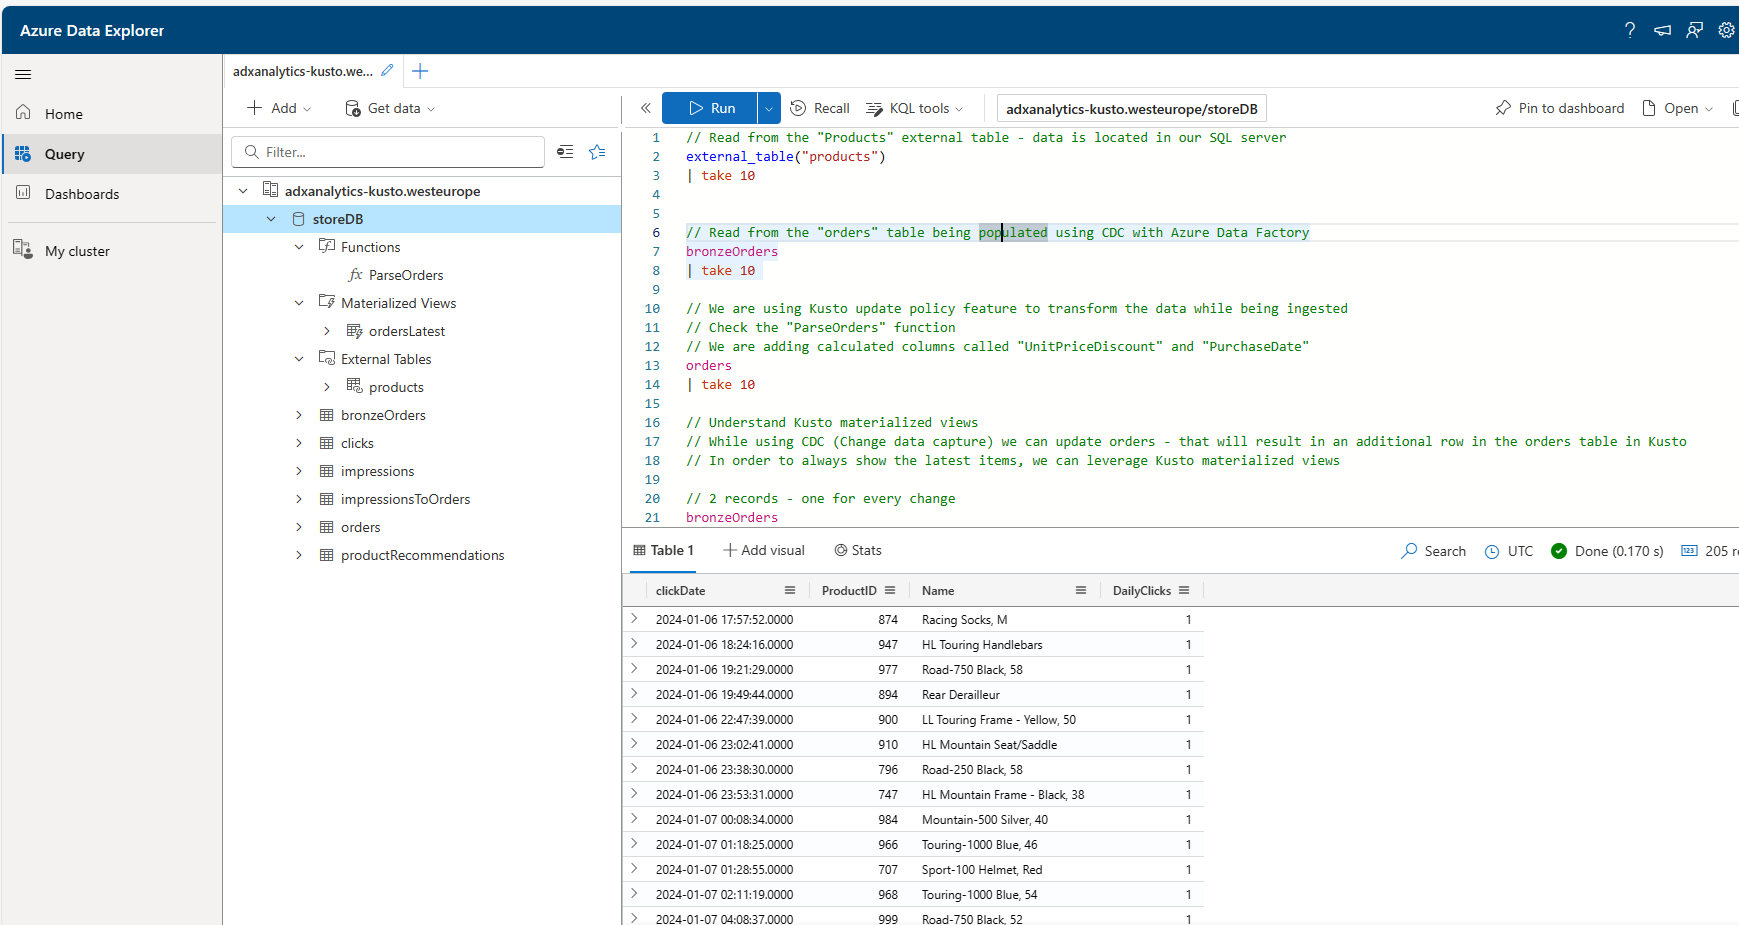 Azure Data Explorer
adxanalytics-kusto.we...
Home
Query
Dashboards
My cluster
Add
Get data
Filter...
adxanalytics-kusto.westeurope
storeDB
Functions
fx ParseOrders
Materialized Views
ordersLatest
External Tables
products
bronzeOrders
clicks
impressions
impressionsToOrders
orders
productRecommendations
Run
Recall
KQL tools
adxanalytics-kusto.westeurope/storeDB
Pin to dashboard
Open
1 // Read from the "Products" external table - data is located in our SQL server
2 external_table("products")
3 | take 10
4
5
6 // Read from the "orders" table being populated using CDC with Azure Data Factory
7 bronzeOrders
8 | take 10
9
10 // We are using Kusto update policy feature to transform the data while being ingested
11 // Check the "ParseOrders" function
12 // We are adding calculated columns called "UnitPriceDiscount" and "PurchaseDate"
13 orders
14 | take 10
15
16 // Understand Kusto materialized views
17 // While using CDC (Change data capture) we can update orders - that will result in an additional row in the orders table in Kusto
18 // In order to always show the latest items, we can leverage Kusto materialized views
19
20 // 2 records - one for every change
21 bronzeOrders
Table 1 Add visual Stats Search UTC Done (0.170 s) 205
clickDate ProductID Name DailyClicks
2024-01-06 17:57:52.0000 874 Racing Socks, M 1
2024-01-06 18:24:16.0000 947 HL Touring Handlebars 1
2024-01-06 19:21:29.0000 977 Road-750 Black, 58 1
2024-01-06 19:49:44.0000 894 Rear Derailleur 1
2024-01-06 22:47:39.0000 900 LL Touring Frame - Yellow, 50 1
2024-01-06 23:02:41.0000 910 HL Mountain Seat/Saddle 1
2024-01-06 23:38:30.0000 796 Road-250 Black, 58 1
2024-01-06 23:53:31.0000 747 HL Mountain Frame - Black, 38 1
2024-01-07 00:08:34.0000 984 Mountain-500 Silver, 40 1
2024-01-07 01:18:25.0000 966 Touring-1000 Blue, 46 1
2024-01-07 01:28:55.0000 707 Sport-100 Helmet, Red 1
2024-01-07 02:11:19.0000 968 Touring-1000 Blue, 54 1
2024-01-07 04:08:37.0000 999 Road-750 Black, 52 1